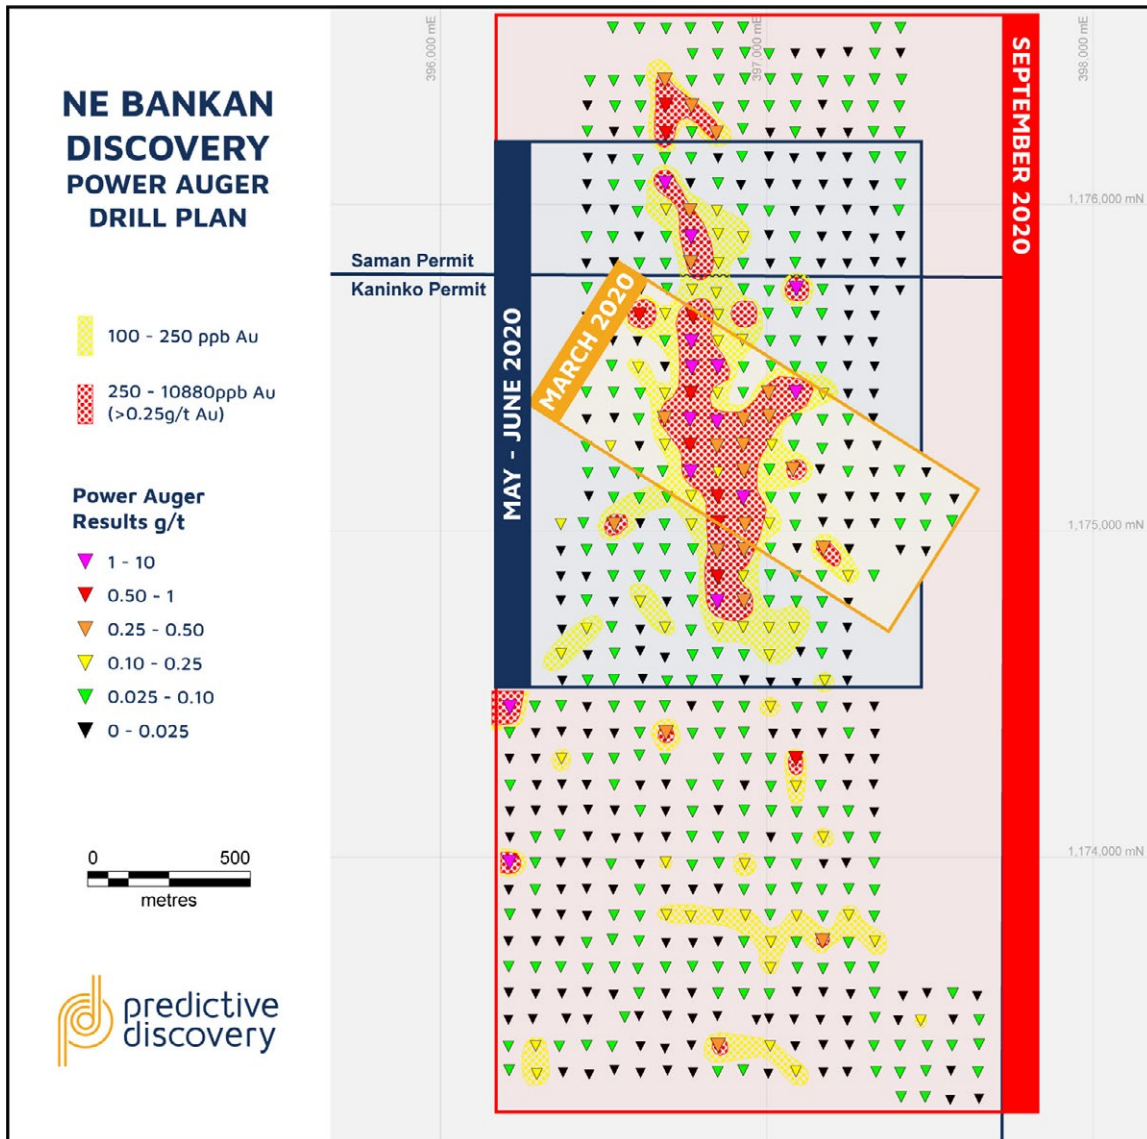 NE BANKAN
DISCOVERY
POWER AUGER
DRILL PLAN
100 - 250 ppb Au
250 - 10880ppb Au
(>0.25g/t Au)
Power Auger
Results g/t
1 - 10
0.50 - 1
0.25 - 0.50
0.10 - 0.25
0.025 - 0.10
0 - 0.025
0 500
metres
predictive
discovery
396,000 mE
397,000 mE
398,000 mE
SEPTEMBER 2020
1,176,000 mN
Saman Permit
Kaninko Permit
MARCH 2020
MAY - JUNE 2020
1,175,000 mN
1,174,000 mN